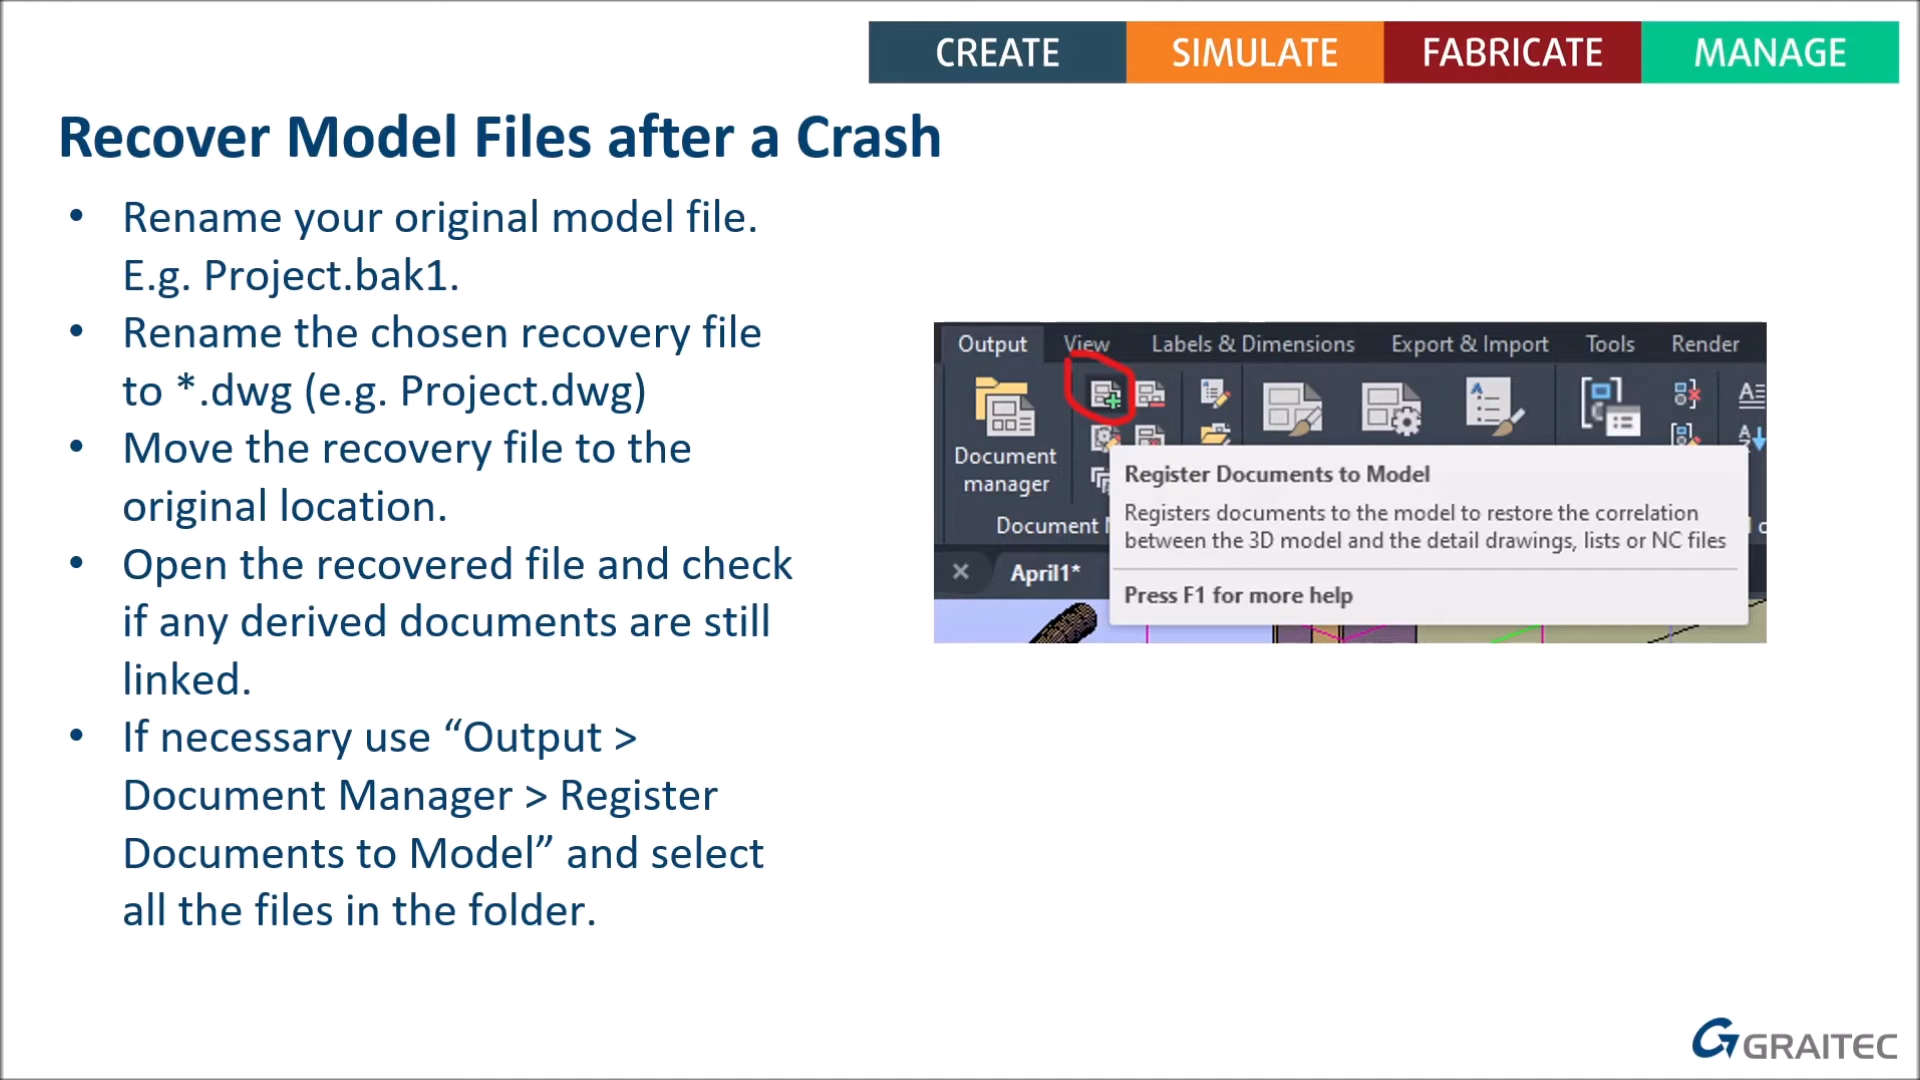 CREATE SIMULATE FABRICATE MANAGE
Recover Model Files after a Crash
• Rename your original model file.
E.g. Project.bak1.
• Rename the chosen recovery file
to *.dwg (e.g. Project.dwg)
• Move the recovery file to the
original location.
• Open the recovered file and check
if any derived documents are still
linked.
• If necessary use “Output >
Document Manager > Register
Documents to Model” and select
all the files in the folder.
Output View Labels & Dimensions Export & Import Tools Render
Document
manager
Document
Register Documents to Model
Registers documents to the model to restore the correlation
between the 3D model and the detail drawings, lists or NC files
Press F1 for more help
April1*
GRAITEC